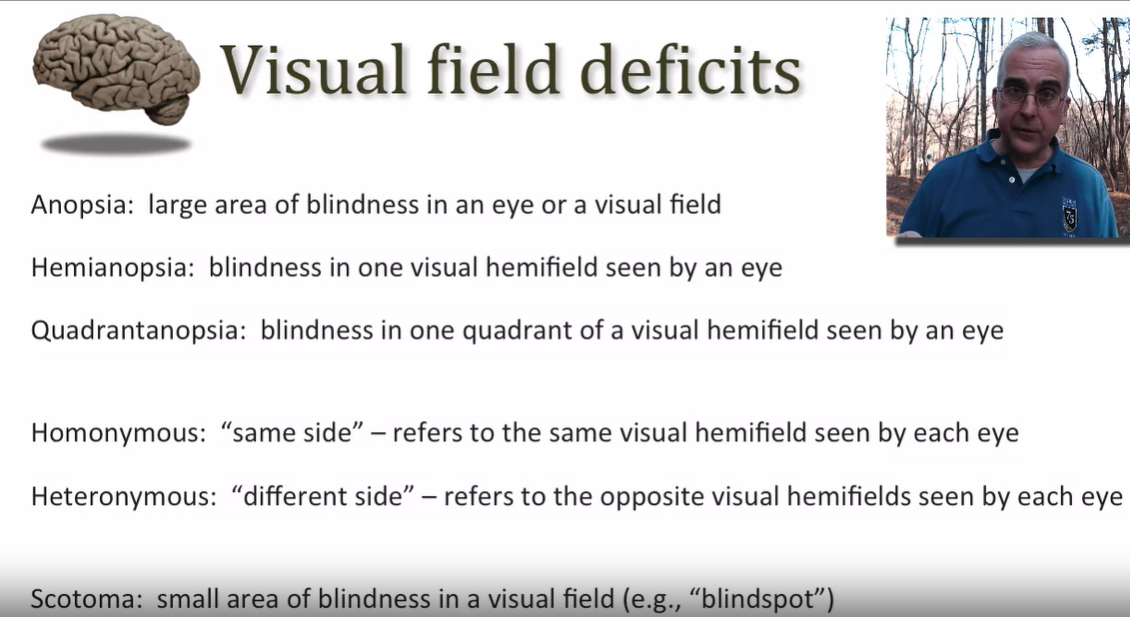 Visual field deficits
Anopsia:  large area of blindness in an eye or a visual field
Hemianopsia:  blindness in one visual hemifield seen by an eye
Quadrantanopsia:  blindness in one quadrant of a visual hemifield seen by an eye
Homonymous:  “same side” – refers to the same visual hemifield seen by each eye
Heteronymous:  “different side” – refers to the opposite visual hemifields seen by each eye
Scotoma:  small area of blindness in a visual field (e.g., “blindspot”)